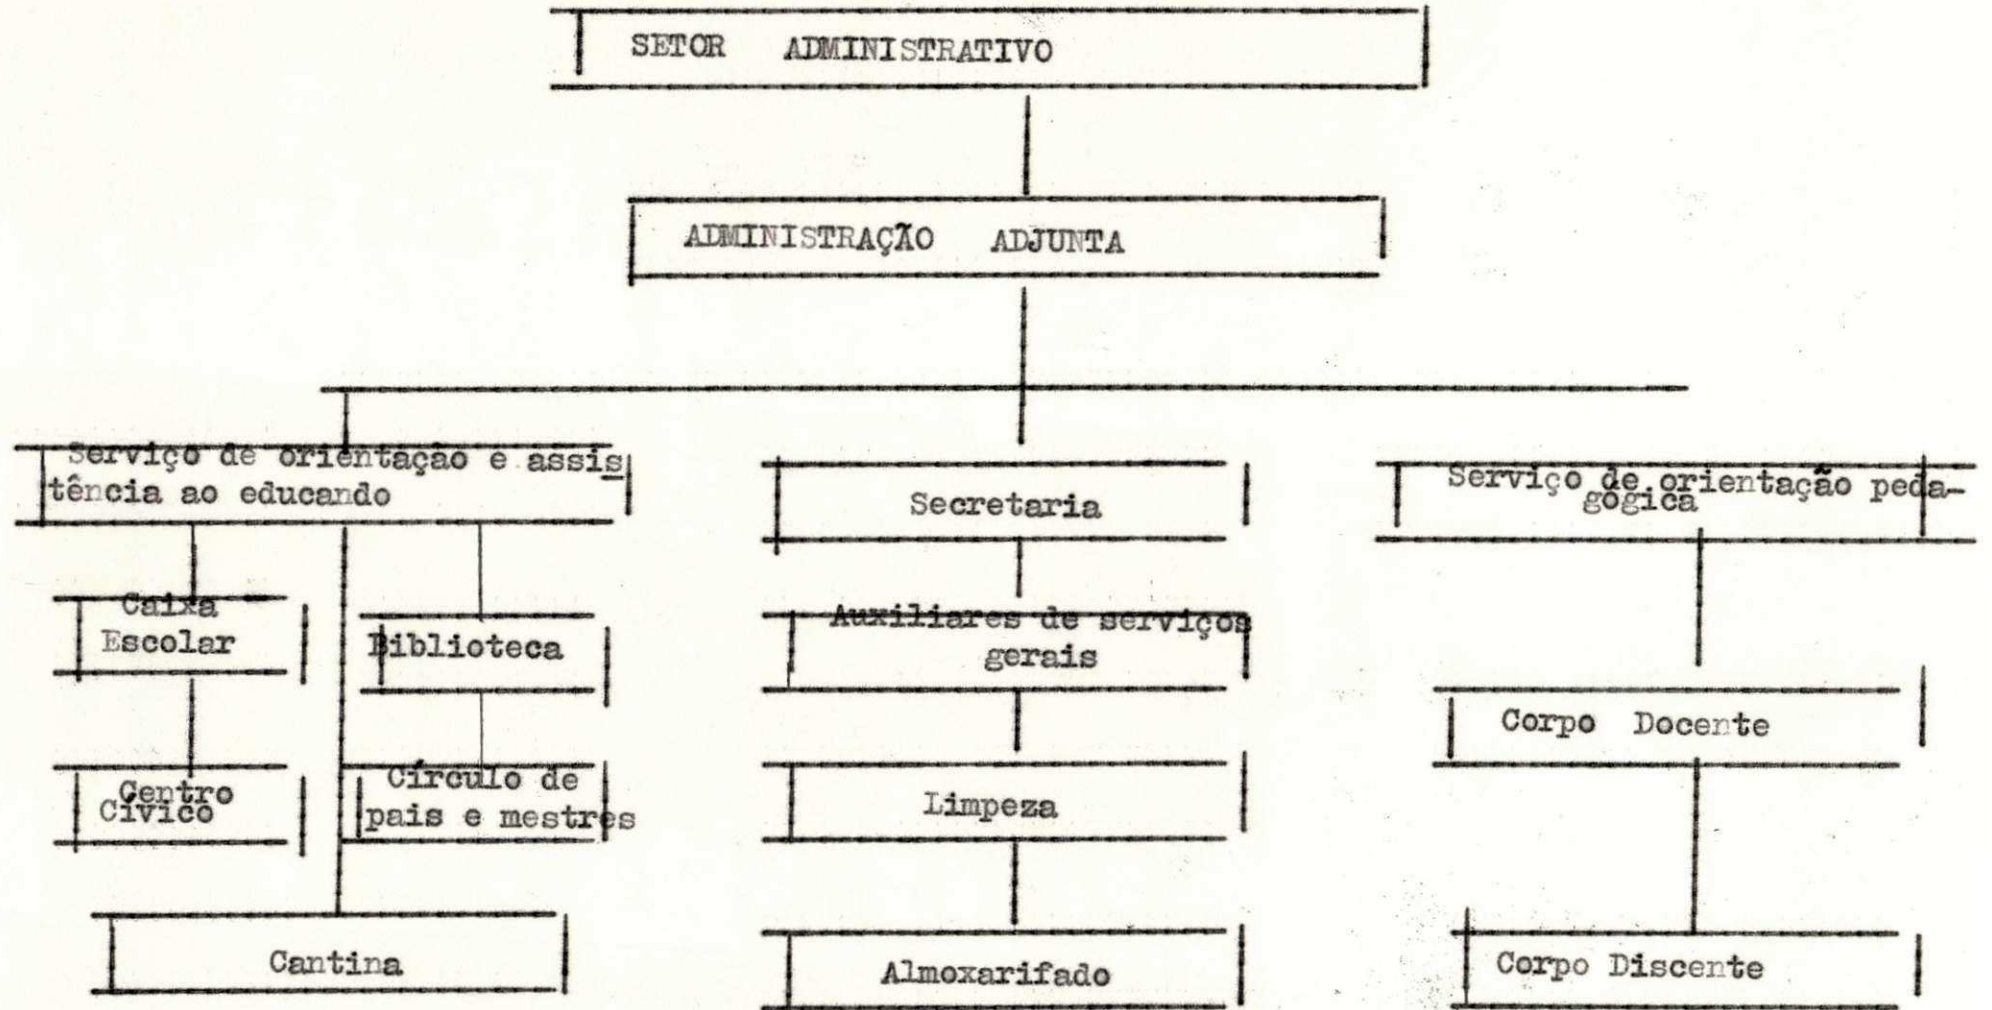 SETOR ADMINISTRATIVO
ADMINISTRAÇÃO ADJUNTA
Serviço de orientação e assis
tência ao educando
Secretaria
Serviço de orientação peda-
gógica
Caixa
Escolar
Biblioteca
Auxiliares de serviços
gerais
Corpo Docente
Centro
Cívico
Círculo de
pais e mestres
Limpeza
Cantina
Almoxarifado
Corpo Discente